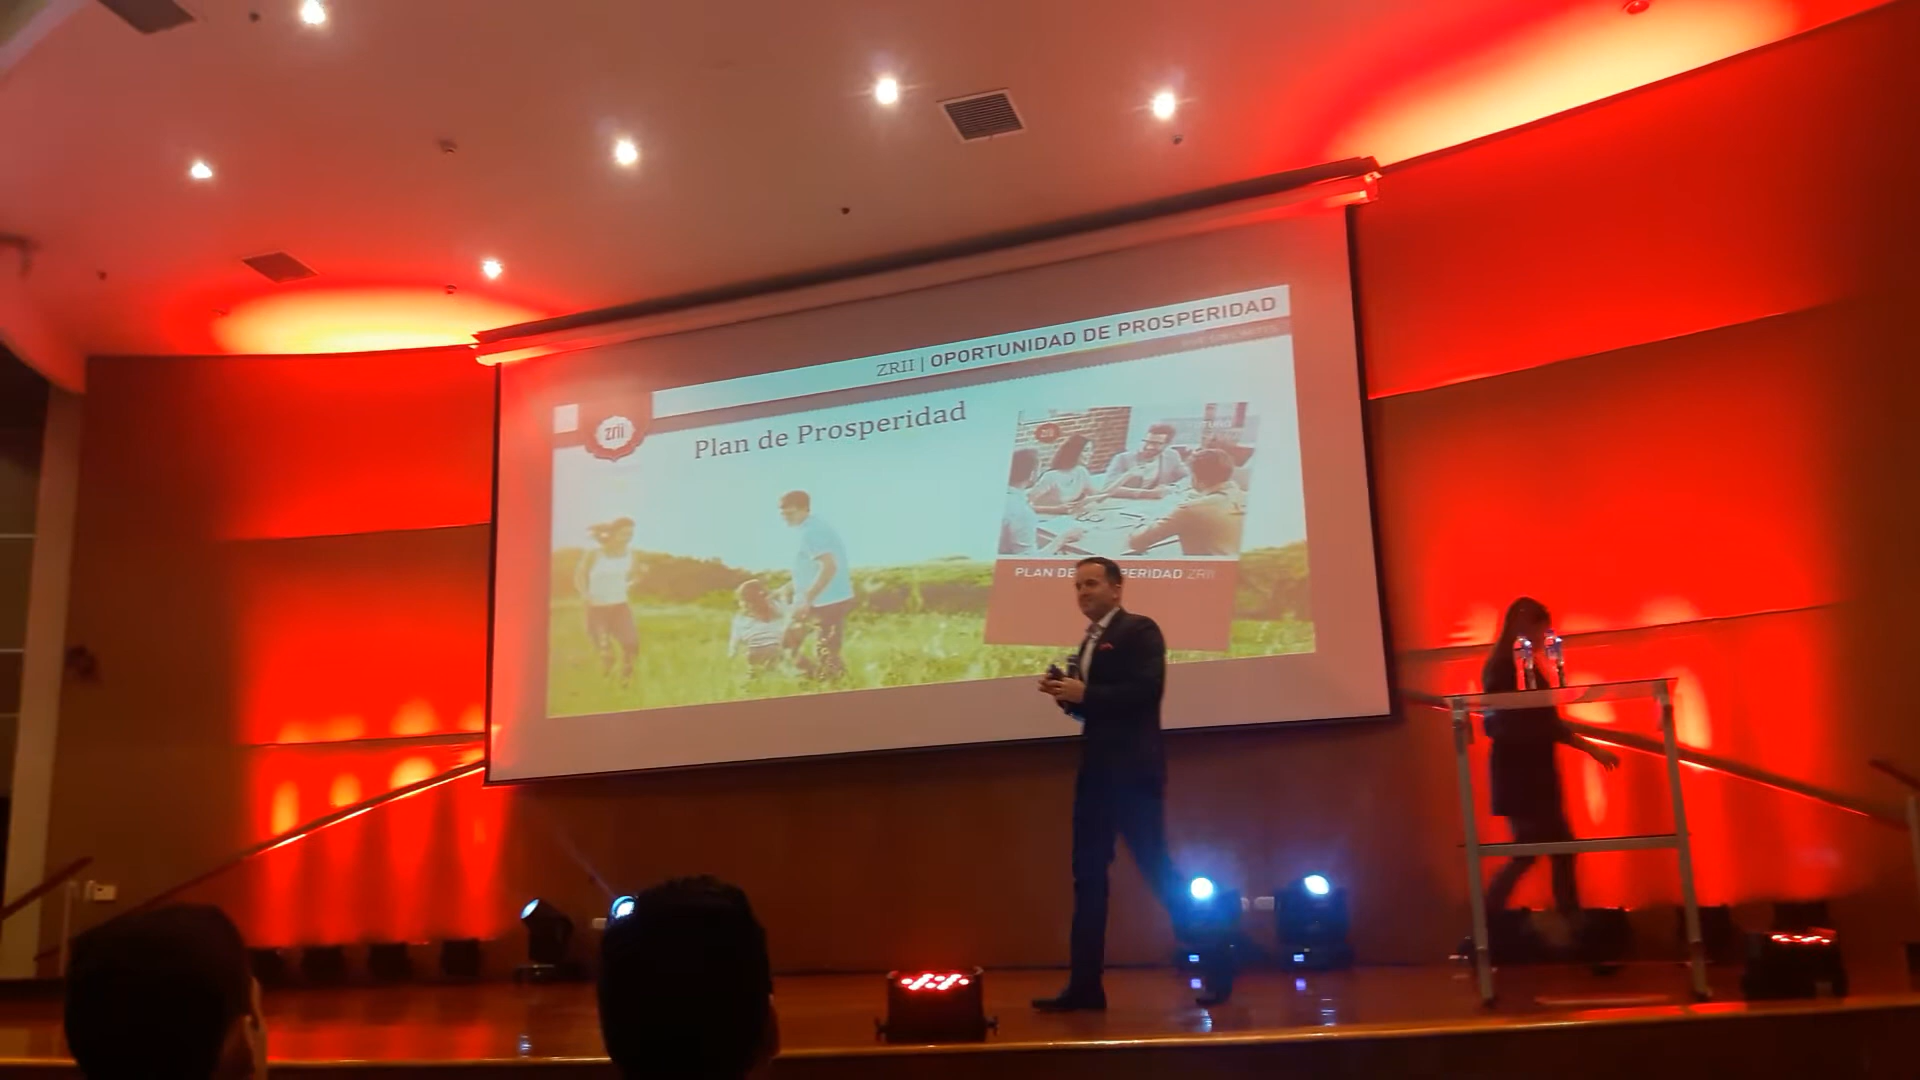 ZRII | OPORTUNIDAD DE PROSPERIDAD
zrii
Plan de Prosperidad
PLAN DE PERIDAD ZRII